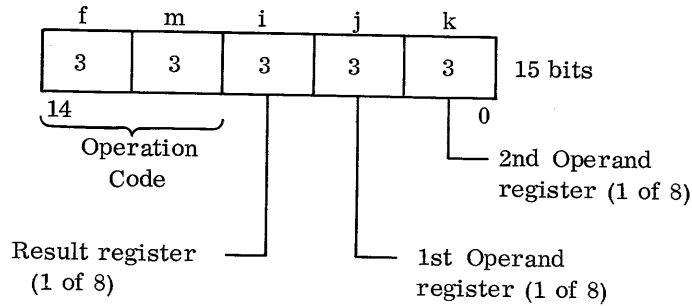 f m i j k
3 3 3 3 3 15 bits
14 0
Operation
Code
2nd Operand
register (1 of 8)
Result register
(1 of 8)
1st Operand
register (1 of 8)